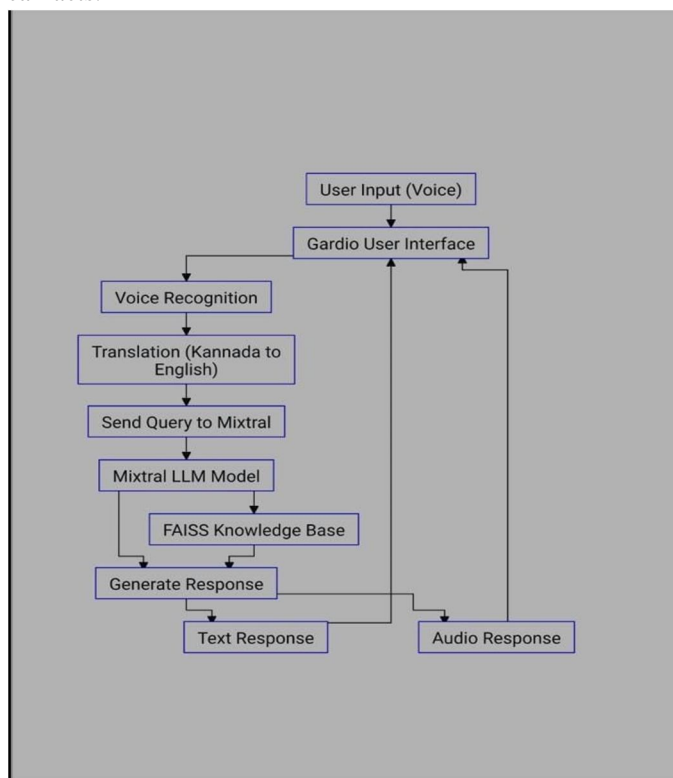 User Input (Voice)
Gardio User Interface
Voice Recognition
Translation (Kannada to
English)
Send Query to Mixtral
Mixtral LLM Model
FAISS Knowledge Base
Generate Response
Text Response
Audio Response